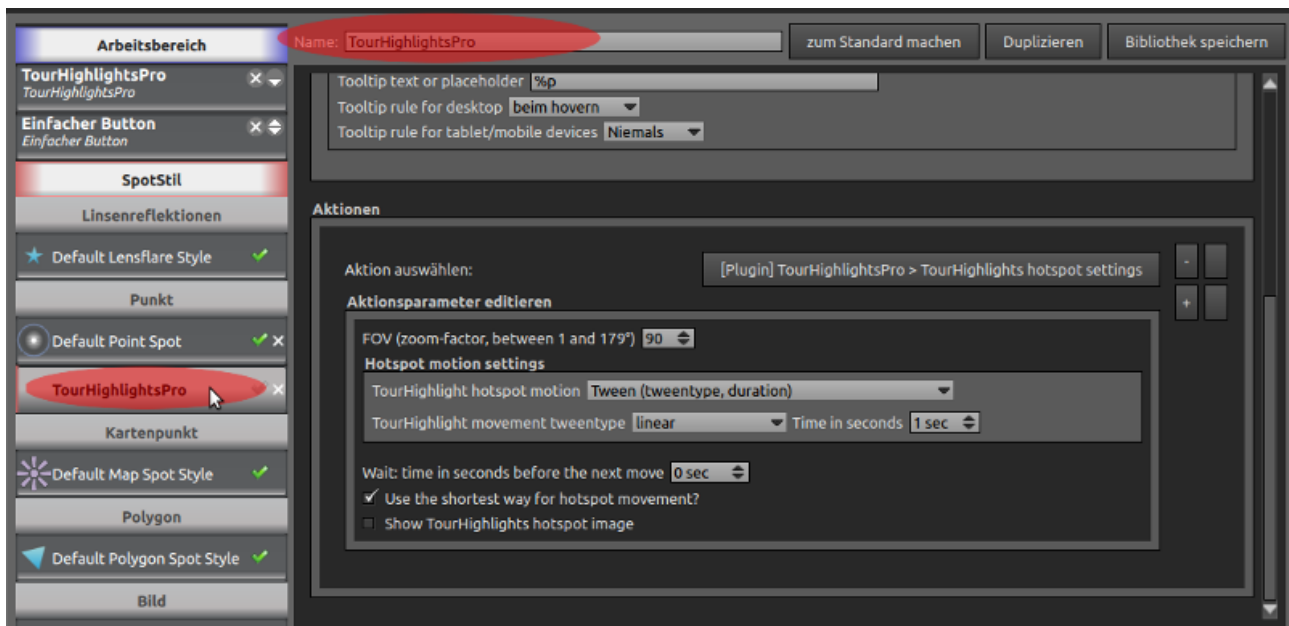 Arbeitsbereich
TourHighlightsPro
TourHighlightsPro
Einfacher Button
Einfacher Button
SpotStil
Linsenreflektionen
Default Lensflare Style
Punkt
Default Point Spot
TourHighlightsPro
Kartenpunkt
Default Map Spot Style
Polygon
Default Polygon Spot Style
Bild
Name: TourHighlightsPro zum Standard machen Duplizieren Bibliothek speichern
Tooltip text or placeholder %p
Tooltip rule for desktop beim hovern
Tooltip rule for tablet/mobile devices Niemals
Aktionen
Aktion auswählen: [Plugin] TourHighlightsPro > TourHighlights hotspot settings -
Aktionsparameter editieren +
FOV (zoom-factor, between 1 and 179°) 90
Hotspot motion settings
TourHighlight hotspot motion Tween (tweentype, duration)
TourHighlight movement tweentype linear Time in seconds 1 sec
Wait: time in seconds before the next move 0 sec
Use the shortest way for hotspot movement?
Show TourHighlights hotspot image